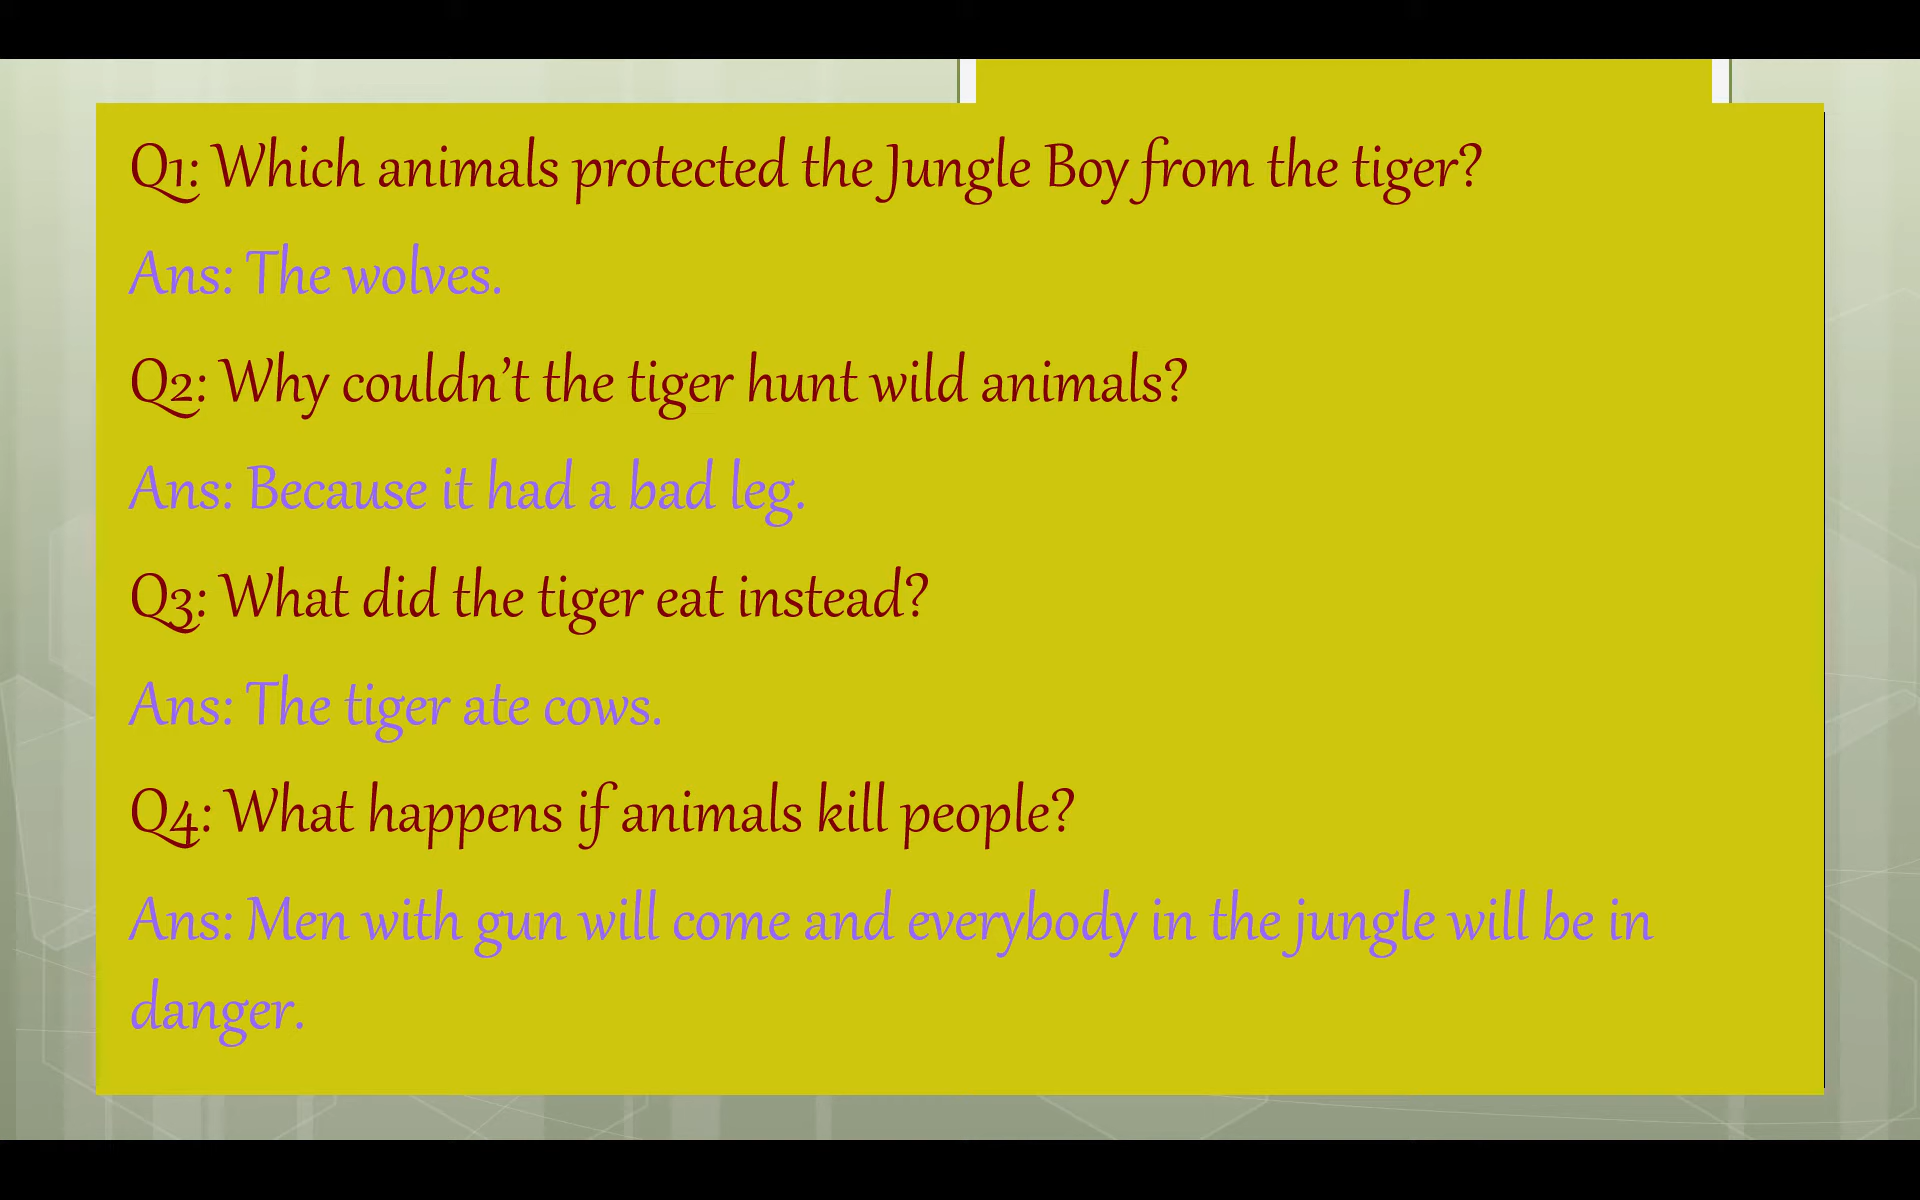 Q1: Which animals protected the Jungle Boy from the tiger?
Ans: The wolves.
Q2: Why couldn’t the tiger hunt wild animals?
Ans: Because it had a bad leg.
Q3: What did the tiger eat instead?
Ans: The tiger ate cows.
Q4: What happens if animals kill people?
Ans: Men with gun will come and everybody in the jungle will be in
danger.